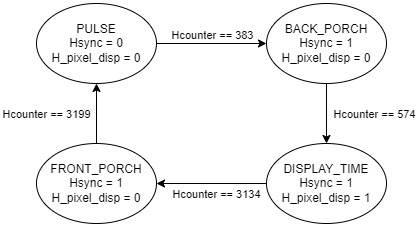 PULSE
Hsync = 0
H_pixel_disp = 0
Hcounter == 383
BACK_PORCH
Hsync = 1
H_pixel_disp = 0
Hcounter == 3199
Hcounter == 574
FRONT_PORCH
Hsync = 1
H_pixel_disp = 0
Hcounter == 3134
DISPLAY_TIME
Hsync = 1
H_pixel_disp = 1